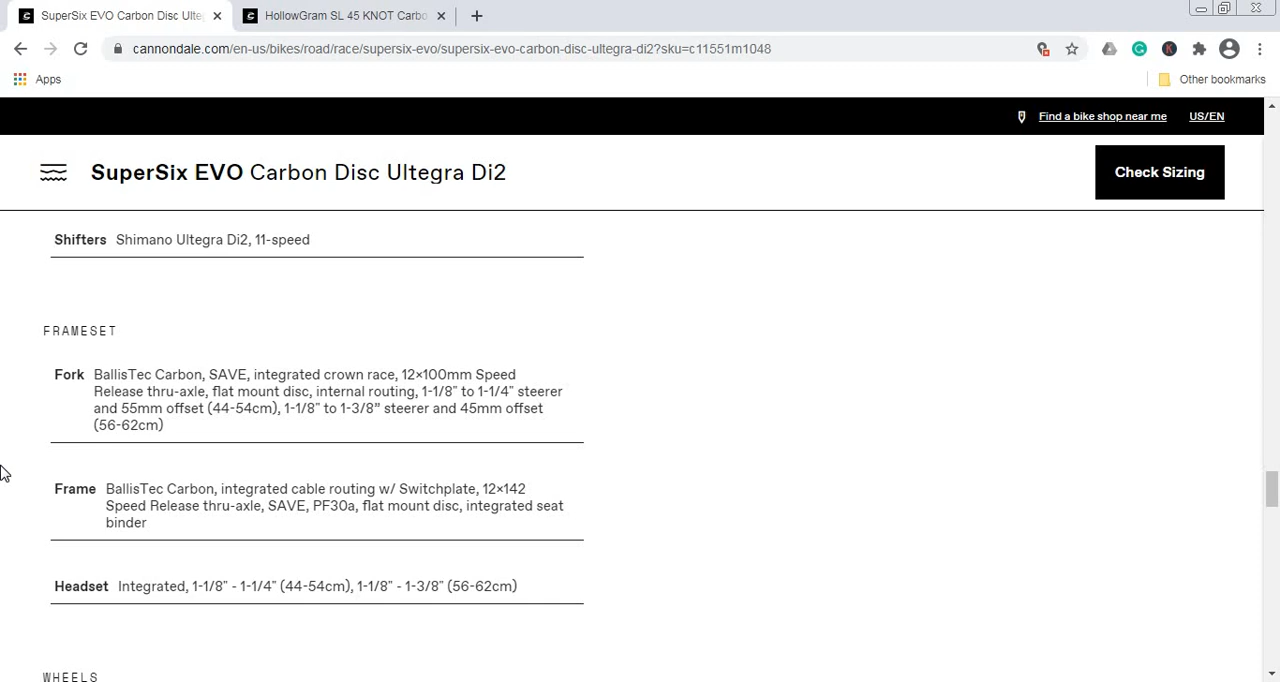 SuperSix EVO Carbon Disc Ulte
HollowGram SL 45 KNOT Carbo
cannondale.com/en-us/bikes/road/race/supersix-evo/supersix-evo-carbon-disc-ultegra-di2?sku=c11551m1048
Apps
Other bookmarks
Find a bike shop near me
US/EN
SuperSix EVO Carbon Disc Ultegra Di2
Check Sizing
Shifters Shimano Ultegra Di2, 11-speed
FRAMESET
Fork BallisTec Carbon, SAVE, integrated crown race, 12×100mm Speed
Release thru-axle, flat mount disc, internal routing, 1-1/8" to 1-1/4" steerer
and 55mm offset (44-54cm), 1-1/8" to 1-3/8” steerer and 45mm offset
(56-62cm)
Frame BallisTec Carbon, integrated cable routing w/ Switchplate, 12×142
Speed Release thru-axle, SAVE, PF30a, flat mount disc, integrated seat
binder
Headset Integrated, 1-1/8" - 1-1/4" (44-54cm), 1-1/8" - 1-3/8" (56-62cm)
WHEELS